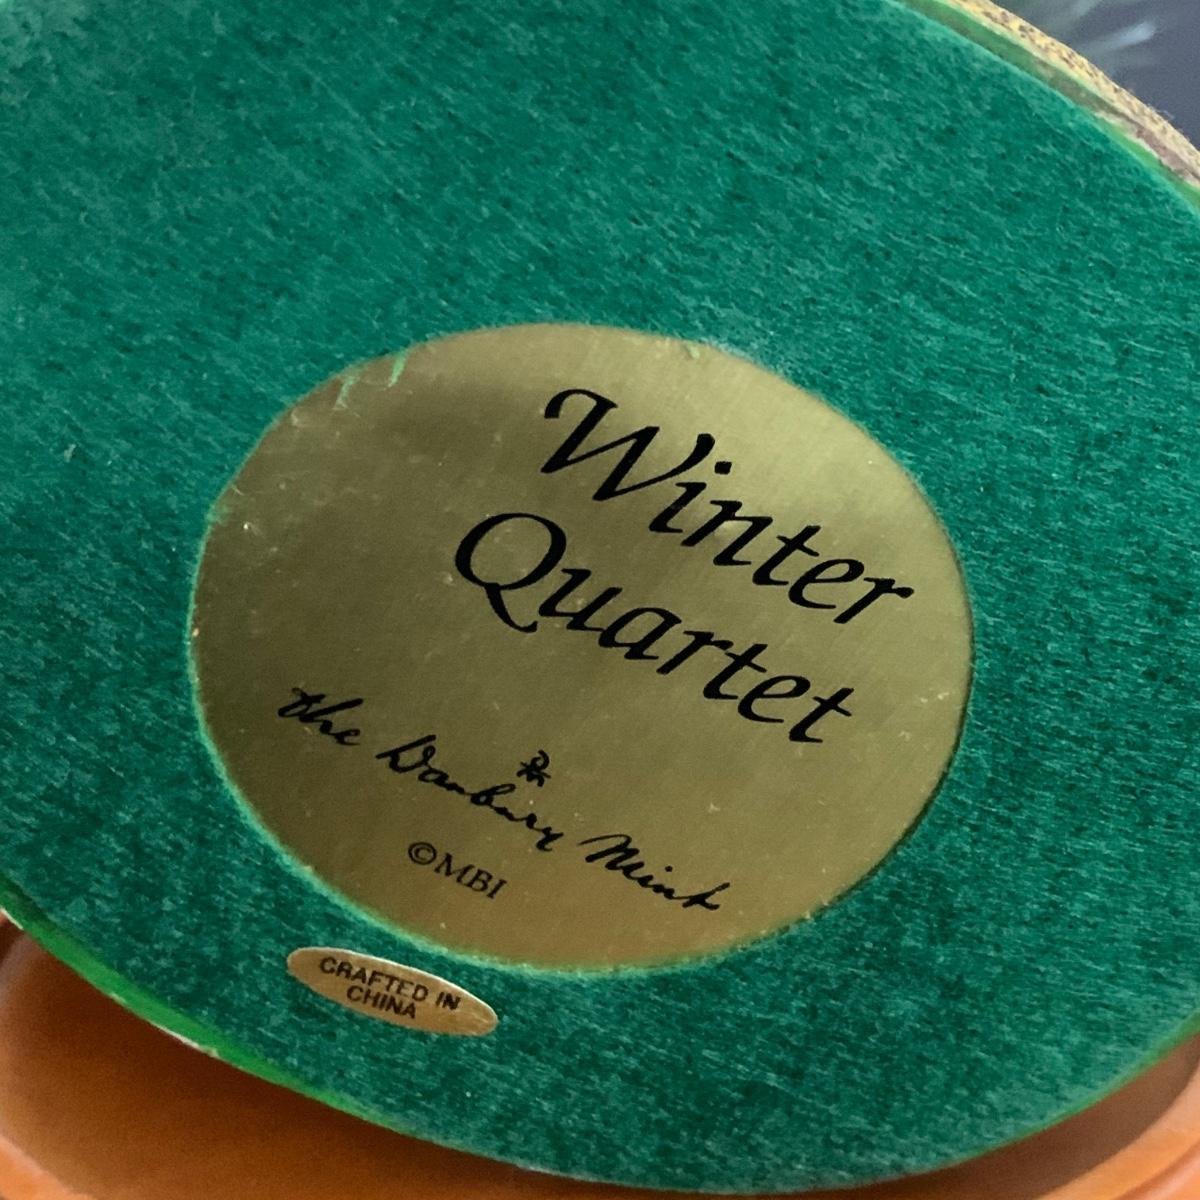 Winter
Quartet
the Danbury Mint
©MBI
CRAFTED IN
CHINA